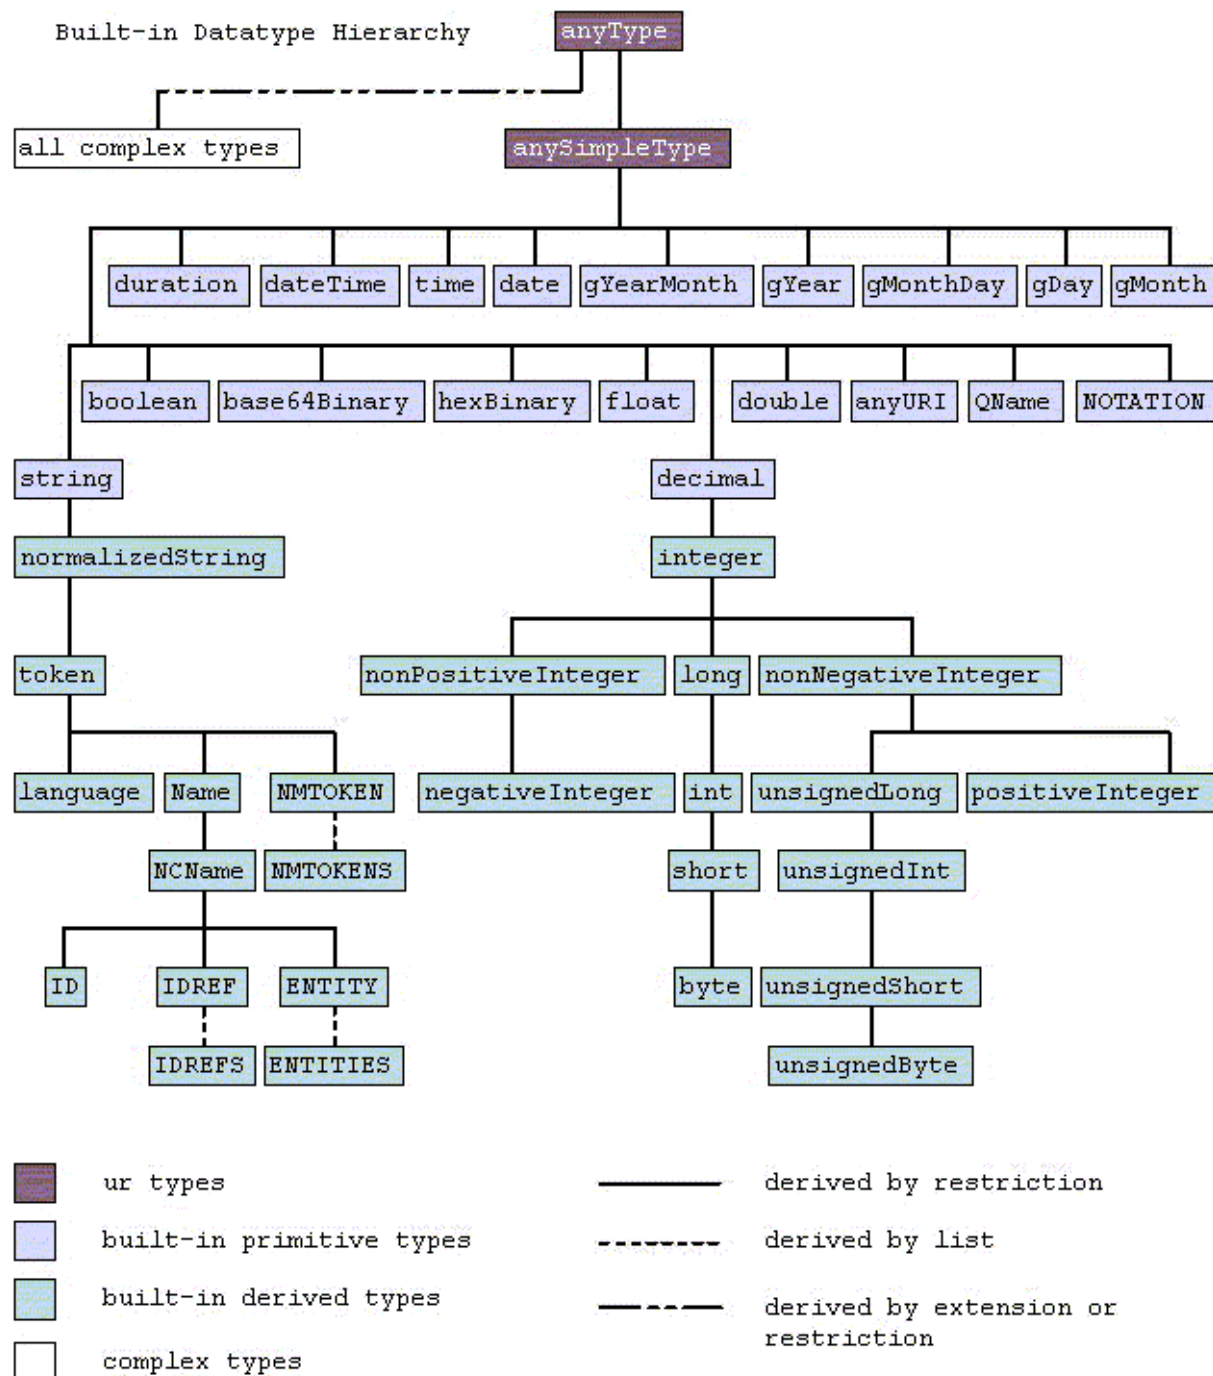 Built-in Datatype Hierarchy
anyType
all complex types
anySimpleType
duration dateTime time date gYearMonth gYear gMonthDay gDay gMonth
boolean base64Binary hexBinary float double anyURI QName NOTATION
string decimal
normalizedString integer
token nonPositiveInteger long nonNegativeInteger
language Name NMTOKEN negativeInteger int unsignedLong positiveInteger
NCName NMTOKENS short unsignedInt
ID IDREF ENTITY byte unsignedShort
IDREFS ENTITIES unsignedByte
ur types
derived by restriction
built-in primitive types
derived by list
built-in derived types
derived by extension or
restriction
complex types